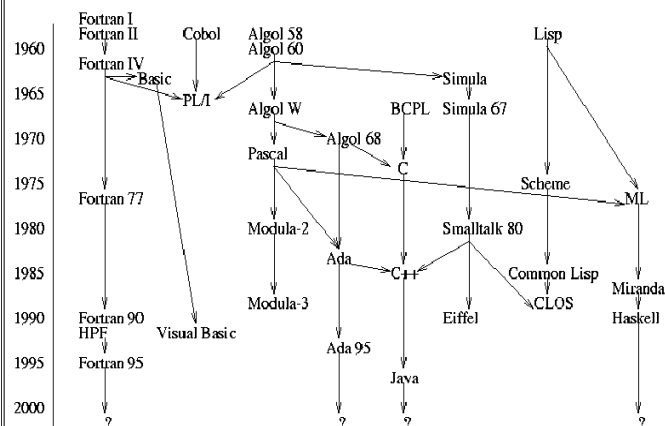 Fortran I
Fortran II Cobol Algol 58 Lisp
1960 Algol 60
Fortran IV
Basic Simula
1965 PL/I
Algol W BCPL Simula 67
1970 Algol 68
Pascal C
1975 Scheme
Fortran 77 ML
1980 Modula-2 Smalltalk 80
Ada
1985 C++ Common Lisp
Miranda
Modula-3 CLOS
1990 Fortran 90 Eiffel Haskell
HPF Visual Basic
Ada 95
1995 Fortran 95
Java
2000
? ? ? ?